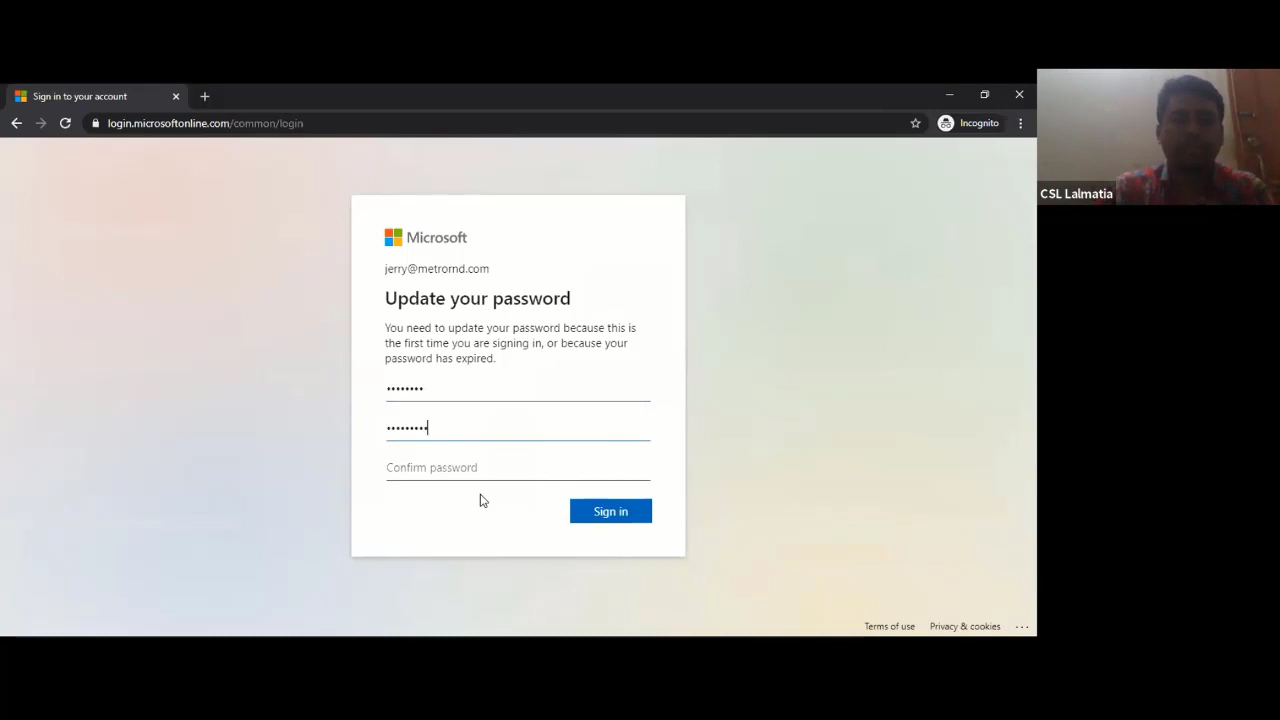 Sign in to your account
login.microsoftonline.com/common/login
Incognito
CSL Lalmatia
Microsoft
jerry@metrornd.com
Update your password
You need to update your password because this is
the first time you are signing in, or because your
password has expired.
••••••••
•••••••••
Confirm password
Sign in
Terms of use Privacy & cookies ...